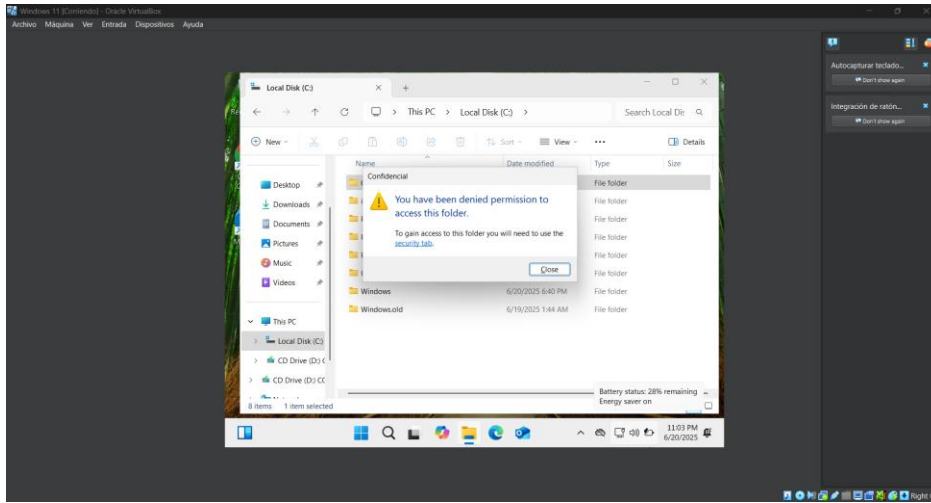 Windows 11 [Corriendo] - Oracle VirtualBox
Archivo Máquina Ver Entrada Dispositivos Ayuda
Autocapturar teclado...
Don't show again
Integración de ratón...
Don't show again
Local Disk (C:)
This PC > Local Disk (C:) >
Search Local Dis
New
Sort
View
Details
Name Date modified Type Size
Desktop
Downloads
Documents
Pictures
Music
Videos
This PC
Local Disk (C:)
CD Drive (D:)
CD Drive (D:) CC
Confidencial
You have been denied permission to
access this folder.
To gain access to this folder you will need to use the
security tab.
Close
File folder
File folder
File folder
File folder
File folder
File folder
Windows 6/20/2025 6:40 PM File folder
Windows.old 6/19/2025 1:44 AM File folder
8 items 1 item selected
Battery status: 28% remaining
Energy saver on
11:03 PM
6/20/2025
Right